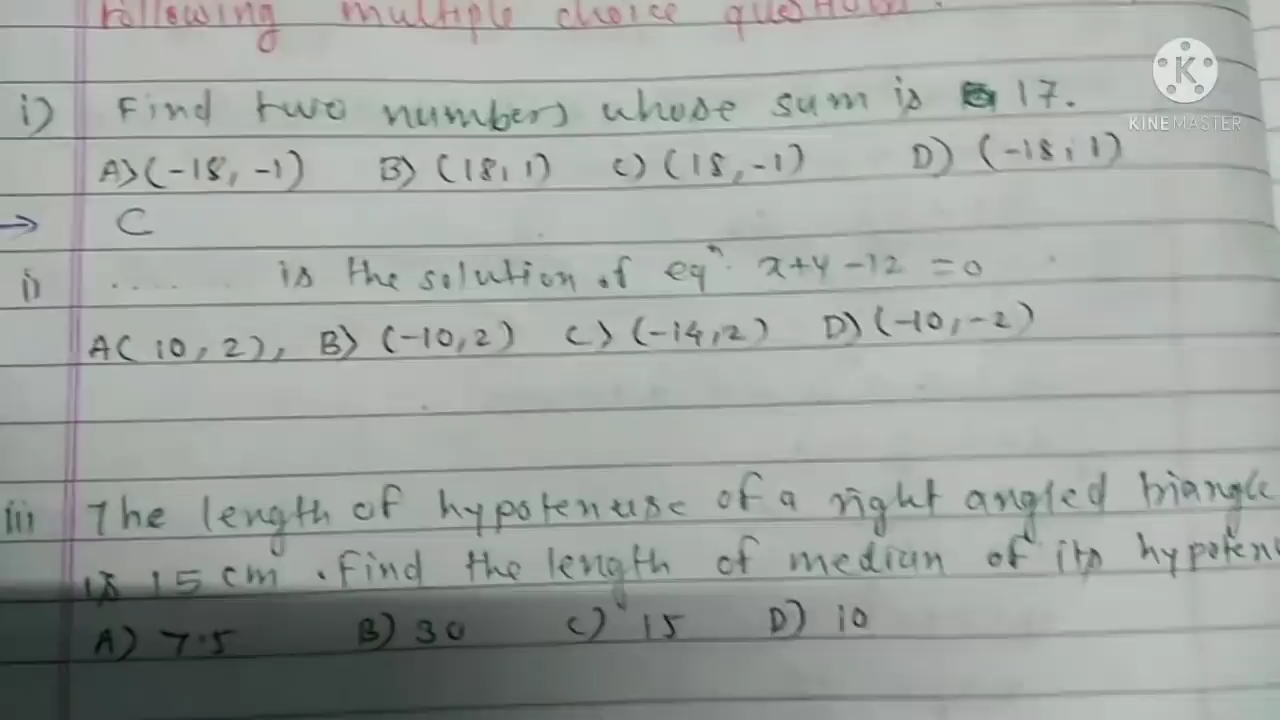 following multiple choice question.
i) Find two numbers whose sum is 17.
A) (-18, -1) B) (18, 1) C) (18, -1) D) (-18, 1)
→ C
ii ....... is the solution of eqn. x+y-12 = 0
A( 10, 2), B) (-10, 2) C) (-14, 2) D) (-10, -2)
iii The length of hypotenuse of a right angled triangle
is 15 cm. Find the length of median of its hypoten
A) 7.5 B) 30 C) 15 D) 10
K
KINEMASTER